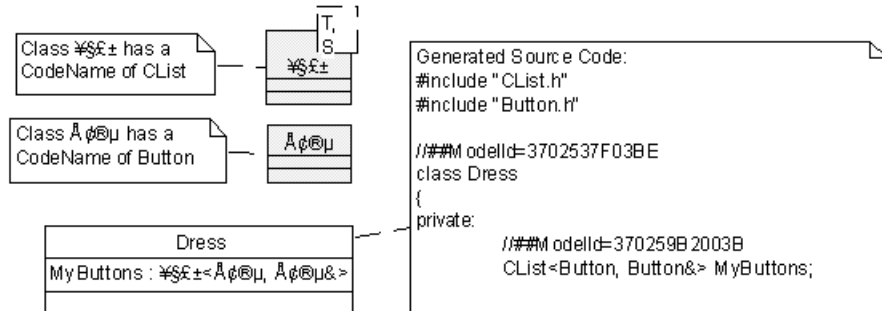 Class ¥§£± has a
CodeName of CList
T,
S
¥§£±
Class Å¢®µ has a
CodeName of Button
Å¢®µ
Dress
MyButtons : ¥§£±<Å¢®µ, Å¢®µ&>
Generated Source Code:
#include "CList.h"
#include "Button.h"
//##ModelId=3702537F03BE
class Dress
{
private:
//##ModelId=370259B2003B
CList<Button, Button&> MyButtons;